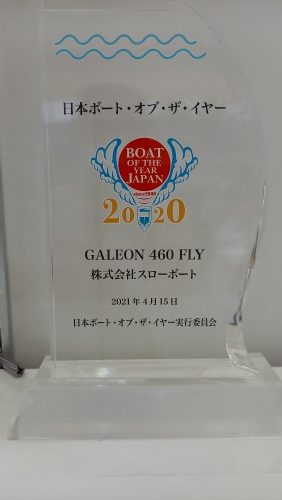 日本ボート・オブ・ザ・イヤー
BOAT
OF THE
YEAR
JAPAN
since2008
2020
GALEON 460 FLY
株式会社スローボート
2021年4月15日
日本ボート・オブ・ザ・イヤー実行委員会